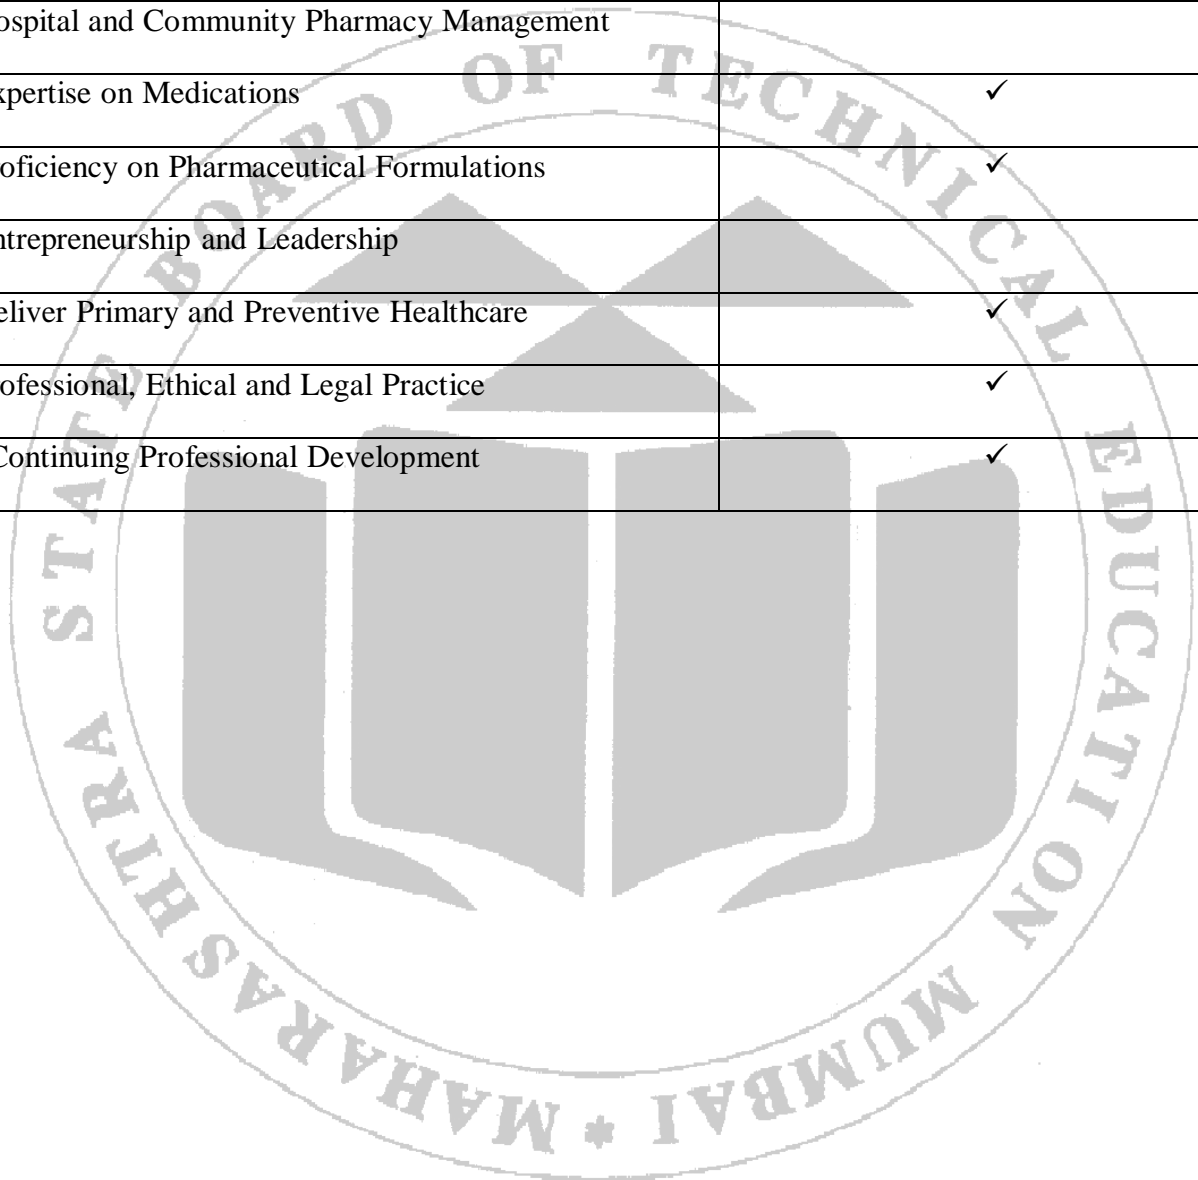 ospital and Community Pharmacy Management
xpertise on Medications ✓
oficiency on Pharmaceutical Formulations ✓
ntrepreneurship and Leadership
eliver Primary and Preventive Healthcare ✓
ofessional, Ethical and Legal Practice ✓
Continuing Professional Development ✓
MAHARASHTRA STATE BOARD OF TECHNICAL EDUCATION MUMBAI *